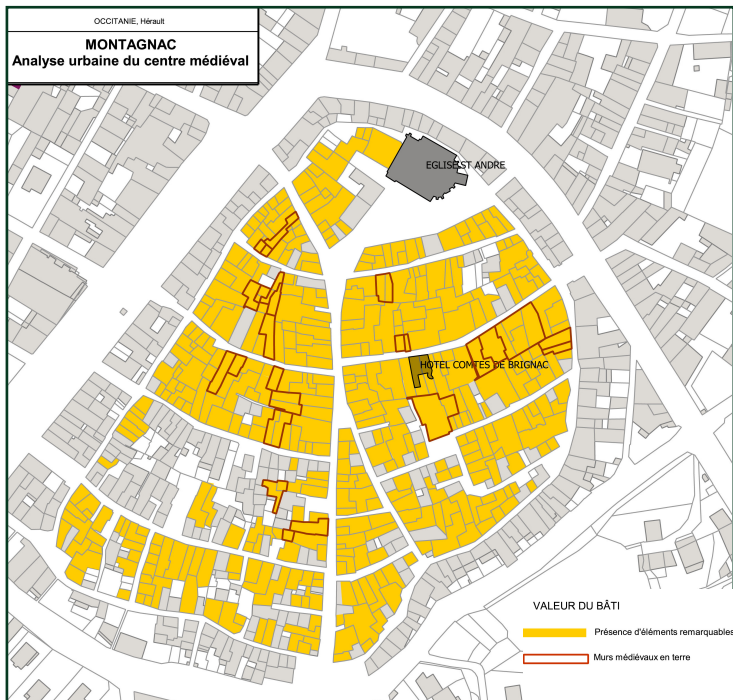 OCCITANIE, Hérault
MONTAGNAC
Analyse urbaine du centre médiéval
EGLISE ST ANDRE
HOTEL COMTES DE BRIGNAC
VALEUR DU BÂTI
Présence d'éléments remarquables
Murs médiévaux en terre